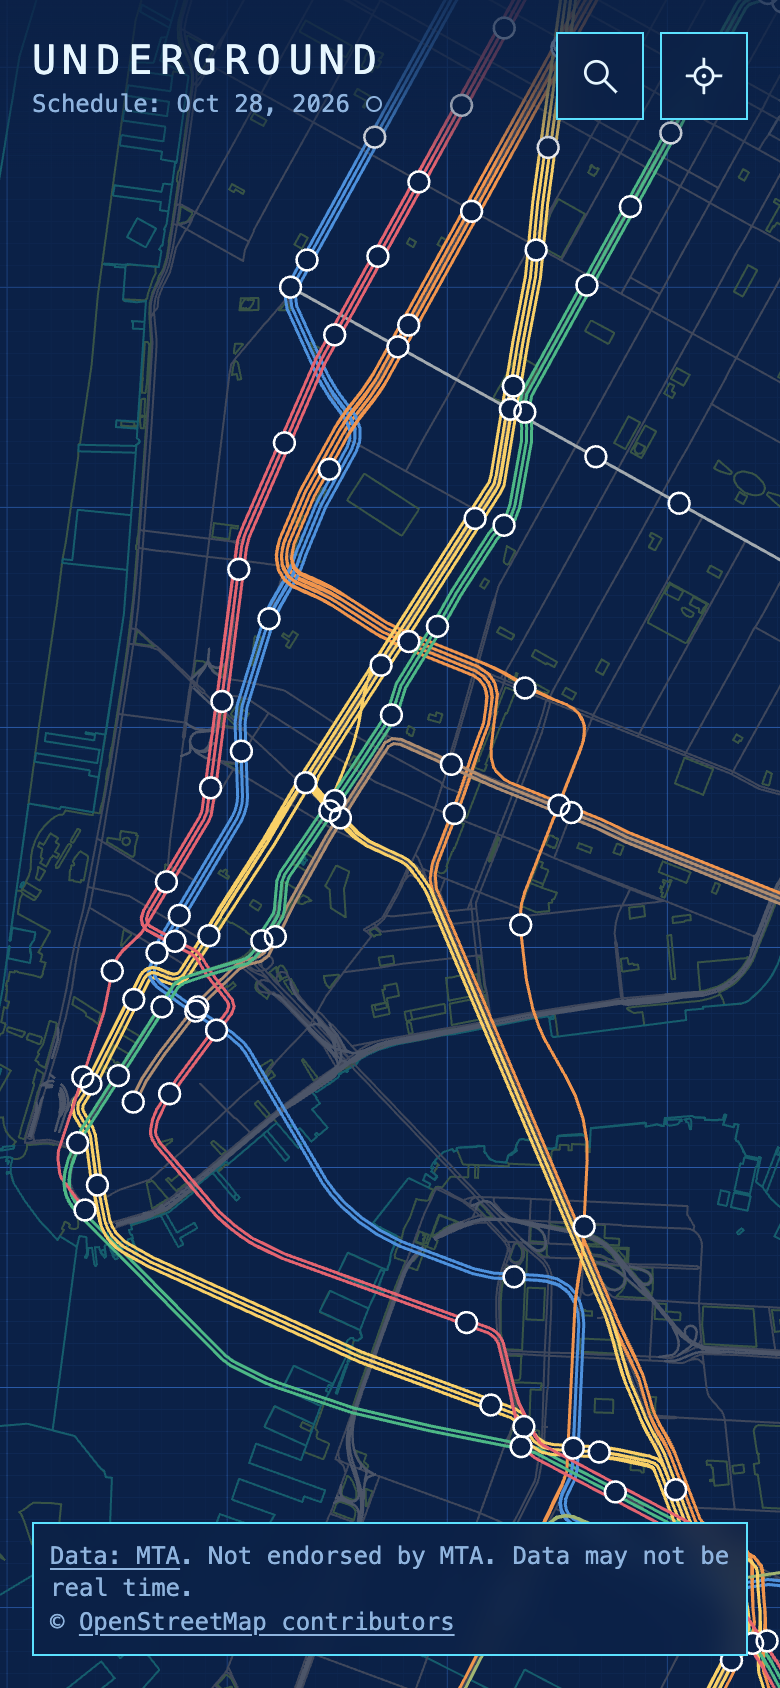 UNDERGROUND
Schedule: Oct 28, 2026
Data: MTA. Not endorsed by MTA. Data may not be
real time.
© OpenStreetMap contributors